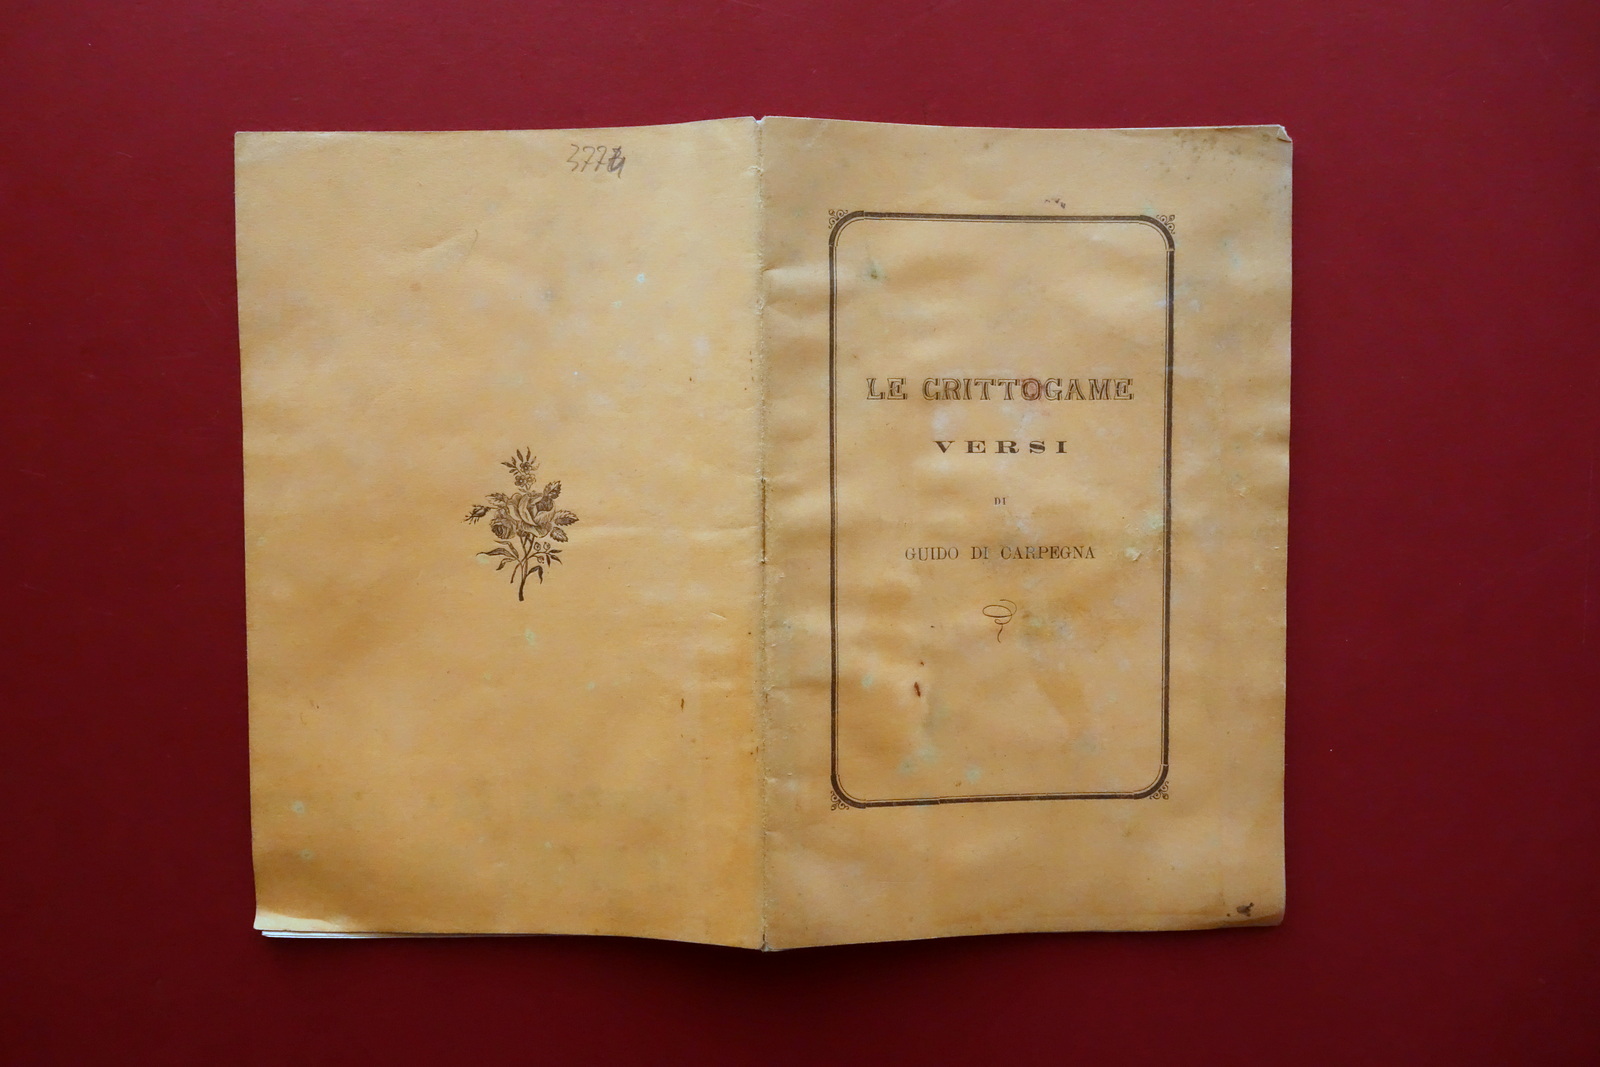 LE CRITTOGAME
VERSI
DI
GUIDO DI CARPEGNA